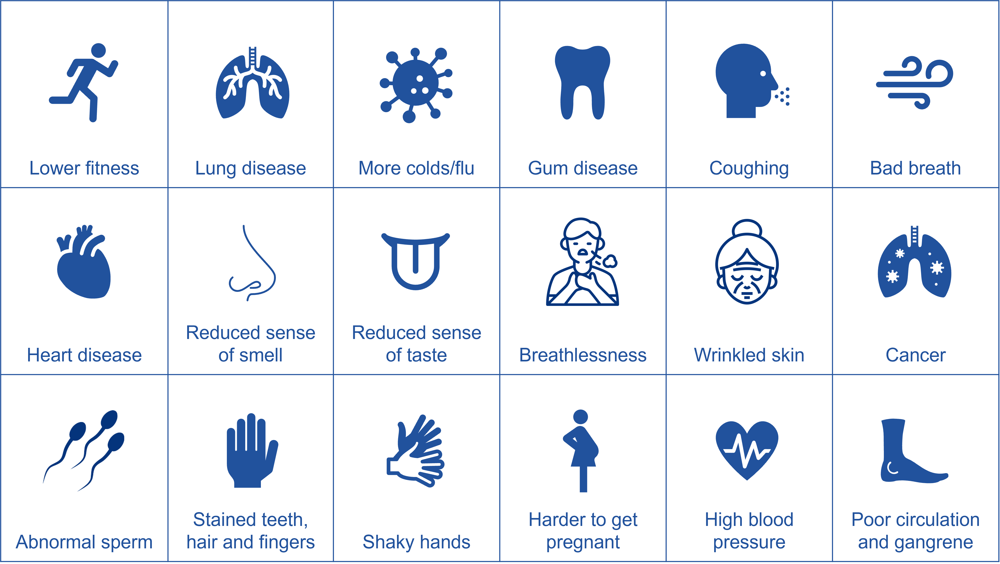 Lower fitness
Lung disease
More colds/flu
Gum disease
Coughing
Bad breath
Heart disease
Reduced sense
of smell
Reduced sense
of taste
Breathlessness
Wrinkled skin
Cancer
Abnormal sperm
Stained teeth,
hair and fingers
Shaky hands
Harder to get
pregnant
High blood
pressure
Poor circulation
and gangrene